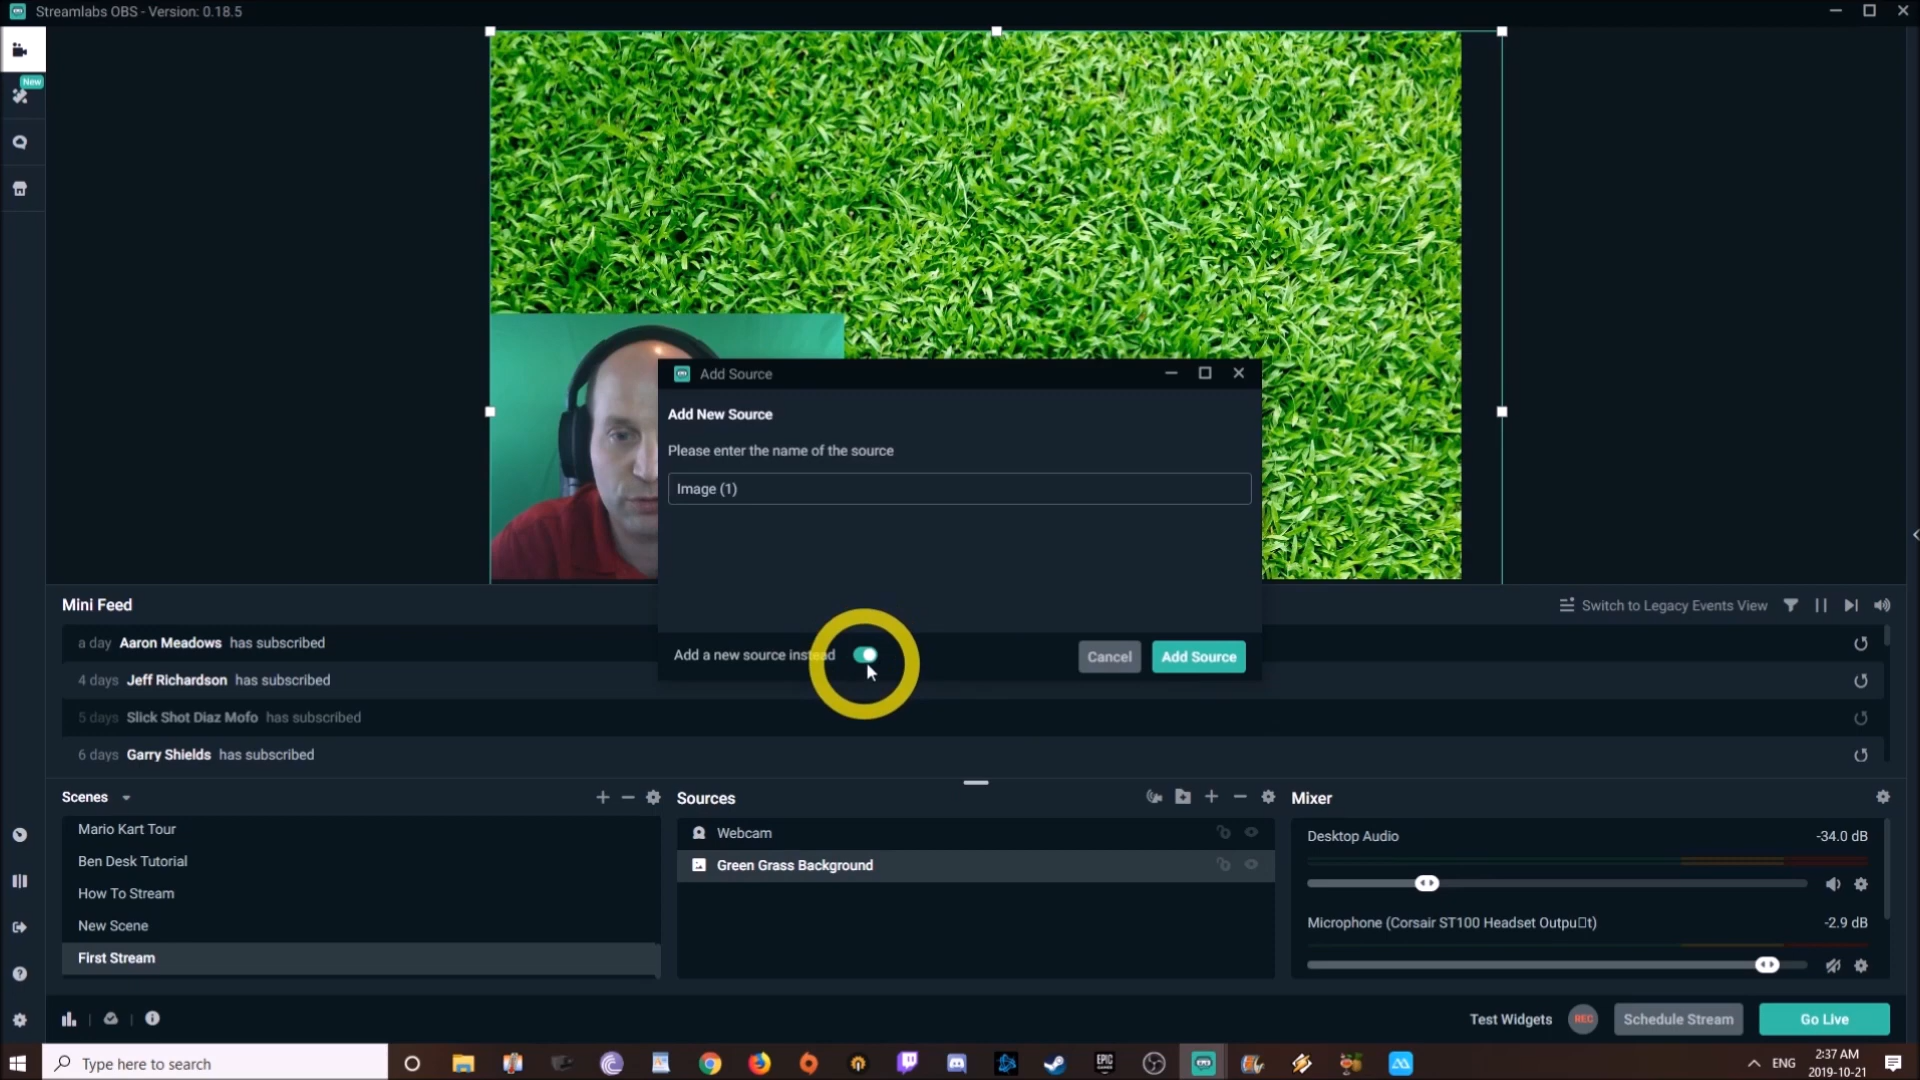 Streamlabs OBS - Version: 0.18.5
New
Add Source
Add New Source
Please enter the name of the source
Image (1)
Add a new source instead
Cancel
Add Source
Mini Feed
Switch to Legacy Events View
a day Aaron Meadows has subscribed
4 days Jeff Richardson has subscribed
5 days Slick Shot Diaz Mofo has subscribed
6 days Garry Shields has subscribed
Scenes
Mario Kart Tour
Ben Desk Tutorial
How To Stream
New Scene
First Stream
Sources
Webcam
Green Grass Background
Mixer
Desktop Audio
-34.0 dB
Microphone (Corsair ST100 Headset Outpu□t)
-2.9 dB
Test Widgets
REC
Schedule Stream
Go Live
Type here to search
EPIC
ENG
2:37 AM
2019-10-21